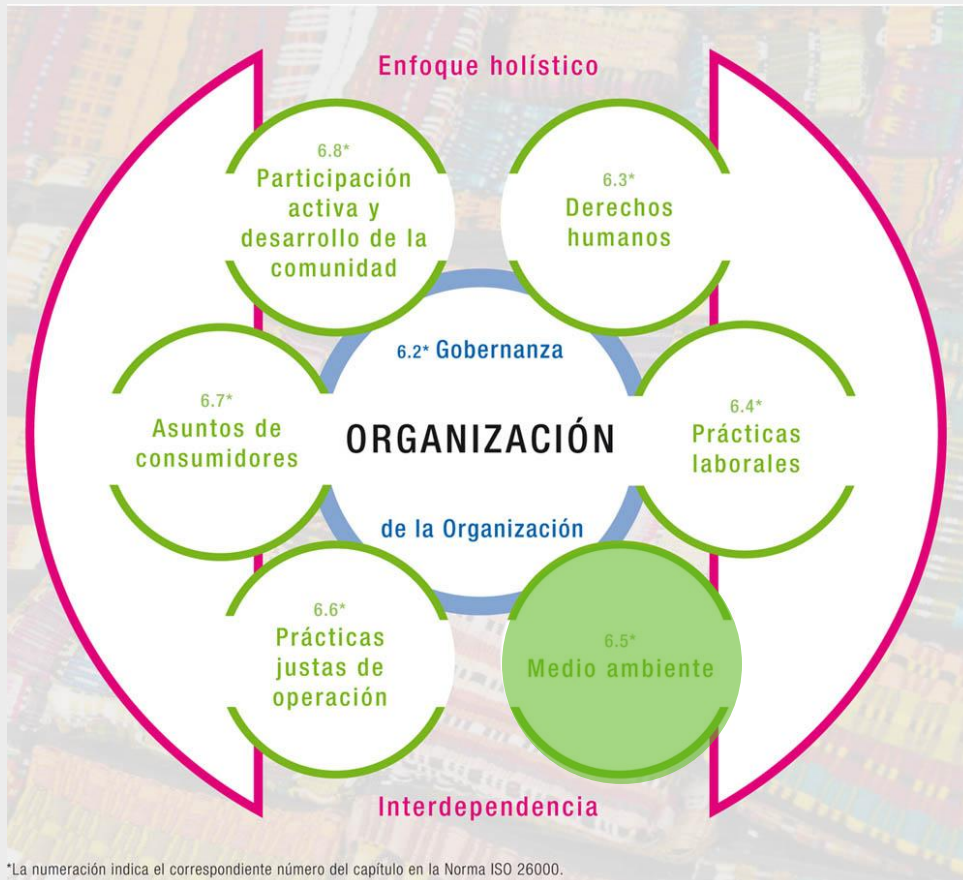 Enfoque holístico
6.8*
Participación
activa y
desarrollo de la
comunidad
6.3*
Derechos
humanos
6.2* Gobernanza
6.7*
Asuntos de
consumidores
ORGANIZACIÓN
6.4*
Prácticas
laborales
de la Organización
6.6*
Prácticas
justas de
operación
6.5*
Medio ambiente
Interdependencia
*La numeración indica el correspondiente número del capítulo en la Norma ISO 26000.